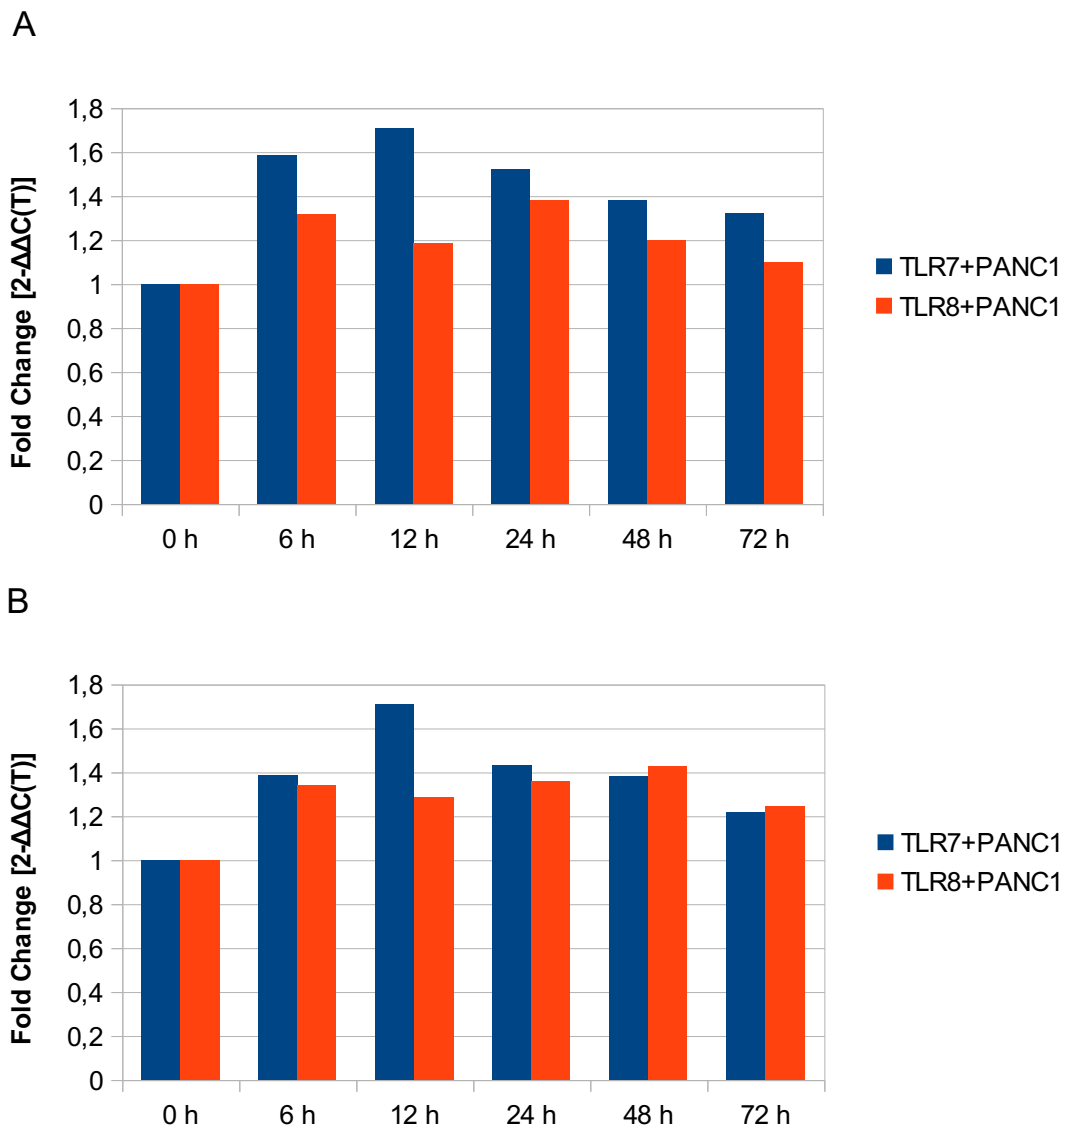 A
Fold Change [2-ΔΔC(T)]
1,8
1,6
1,4
1,2
1
0,8
0,6
0,4
0,2
0
0 h 6 h 12 h 24 h 48 h 72 h
TLR7+PANC1
TLR8+PANC1
B
Fold Change [2-ΔΔC(T)]
1,8
1,6
1,4
1,2
1
0,8
0,6
0,4
0,2
0
0 h 6 h 12 h 24 h 48 h 72 h
TLR7+PANC1
TLR8+PANC1